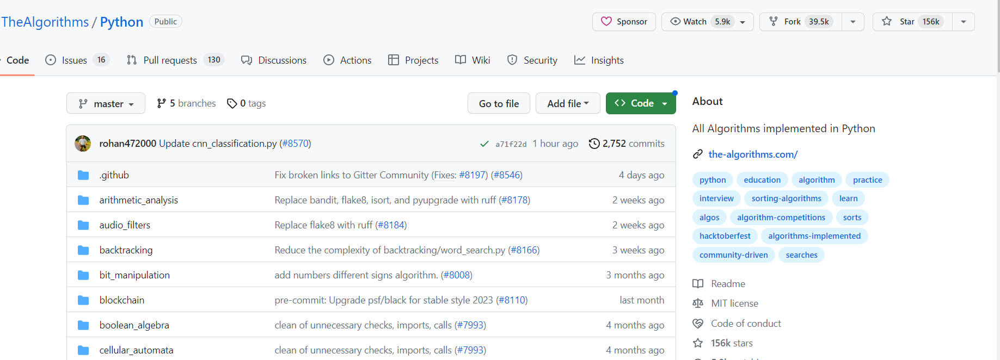 TheAlgorithms / Python Public
Sponsor Watch 5.9k Fork 39.5k Star 156k
Code Issues 16 Pull requests 130 Discussions Actions Projects Wiki Security Insights
master 5 branches 0 tags Go to file Add file Code
rohan472000 Update cnn_classification.py (#8570) a71f22d 1 hour ago 2,752 commits
.github Fix broken links to Gitter Community (Fixes: #8197) (#8546) 4 days ago
arithmetic_analysis Replace bandit, flake8, isort, and pyupgrade with ruff (#8178) 2 weeks ago
audio_filters Replace flake8 with ruff (#8184) 2 weeks ago
backtracking Reduce the complexity of backtracking/word_search.py (#8166) 3 weeks ago
bit_manipulation add numbers different signs algorithm. (#8008) 3 months ago
blockchain pre-commit: Upgrade psf/black for stable style 2023 (#8110) last month
boolean_algebra clean of unnecessary checks, imports, calls (#7993) 4 months ago
cellular_automata clean of unnecessary checks, imports, calls (#7993) 4 months ago
About
All Algorithms implemented in Python
the-algorithms.com/
python education algorithm practice
interview sorting-algorithms learn
algos algorithm-competitions sorts
hacktoberfest algorithms-implemented
community-driven searches
Readme
MIT license
Code of conduct
156k stars